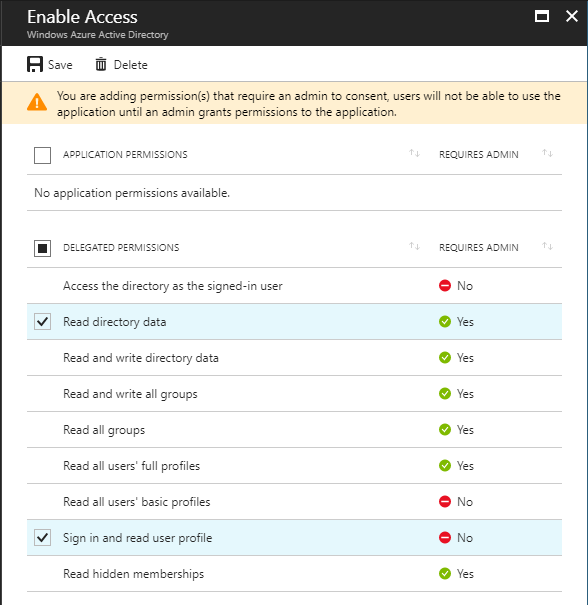 Enable Access
Windows Azure Active Directory
Save
Delete
You are adding permission(s) that require an admin to consent, users will not be able to use the
application until an admin grants permissions to the application.
APPLICATION PERMISSIONS REQUIRES ADMIN
No application permissions available.
DELEGATED PERMISSIONS REQUIRES ADMIN
Access the directory as the signed-in user No
Read directory data Yes
Read and write directory data Yes
Read and write all groups Yes
Read all groups Yes
Read all users' full profiles Yes
Read all users' basic profiles No
Sign in and read user profile No
Read hidden memberships Yes